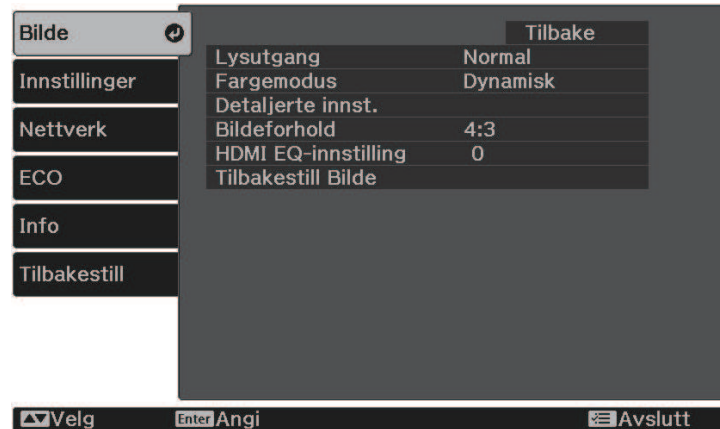 Bilde
Innstillinger
Nettverk
ECO
Info
Tilbakestill
Tilbake
Lysutgang Normal
Fargemodus Dynamisk
Detaljerte innst.
Bildeforhold 4:3
HDMI EQ-innstilling 0
Tilbakestill Bilde
Velg Enter Angi Avslutt